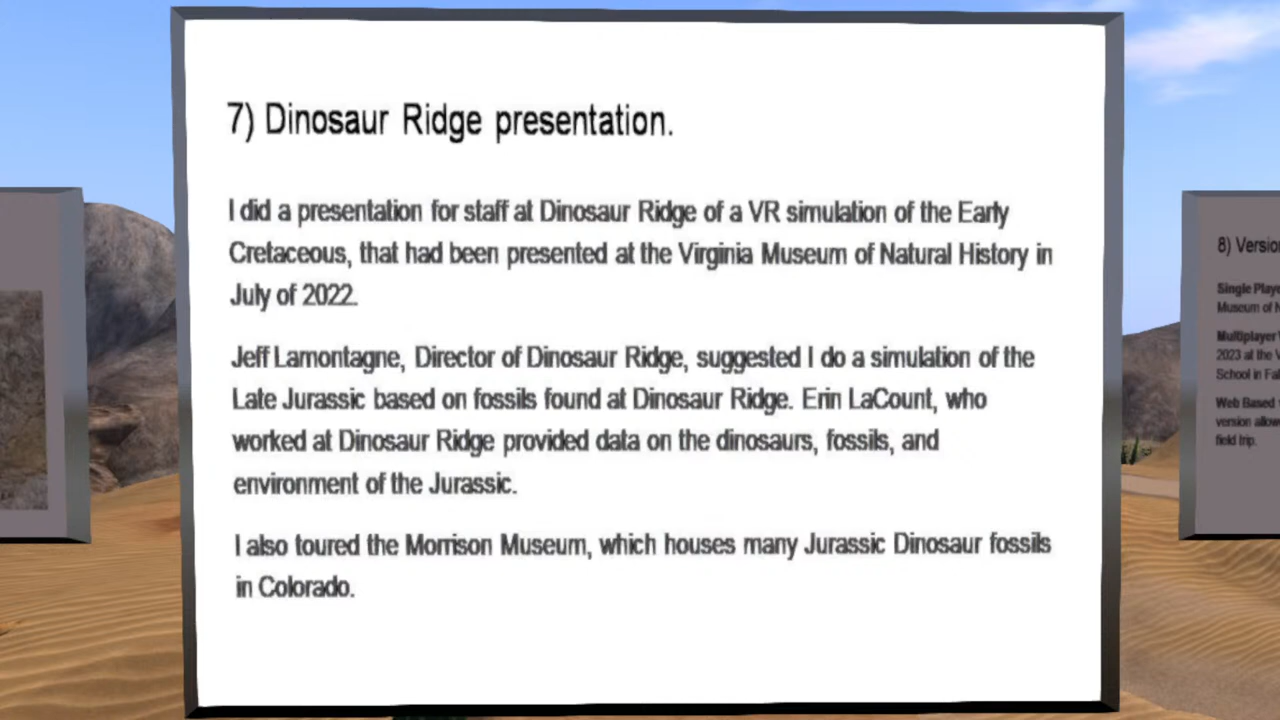 7) Dinosaur Ridge presentation.
I did a presentation for staff at Dinosaur Ridge of a VR simulation of the Early
Cretaceous, that had been presented at the Virginia Museum of Natural History in
July of 2022.
Jeff Lamontagne, Director of Dinosaur Ridge, suggested I do a simulation of the
Late Jurassic based on fossils found at Dinosaur Ridge. Erin LaCount, who
worked at Dinosaur Ridge provided data on the dinosaurs, fossils, and
environment of the Jurassic.
I also toured the Morrison Museum, which houses many Jurassic Dinosaur fossils
in Colorado.
8)
Single
Museum of
Multiplayer
2023 at the
School in
Web Based
version
field trip.